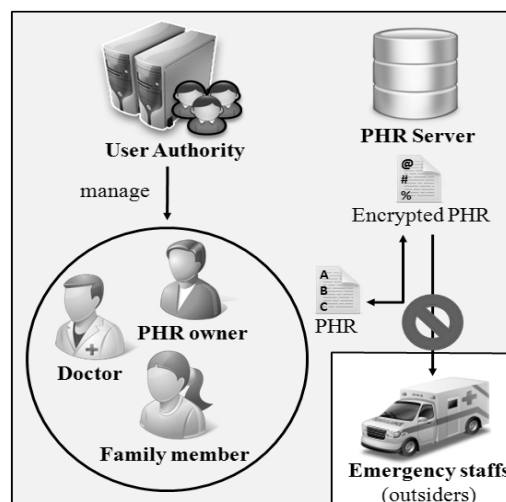 User Authority
PHR Server
manage
@
#
%
Encrypted PHR
A
B
C
PHR
PHR owner
Doctor
Family member
Emergency staffs
(outsiders)